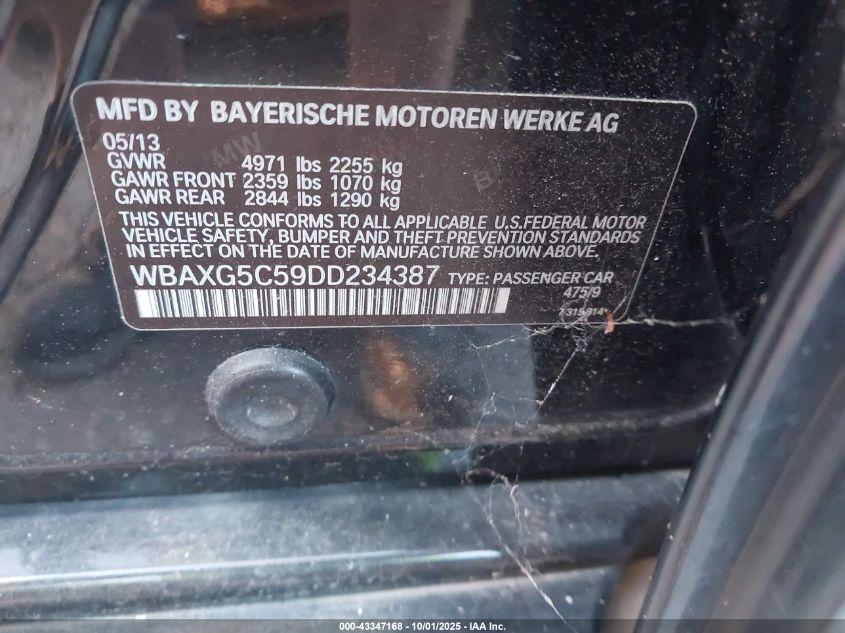 MFD BY BAYERISCHE MOTOREN WERKE AG
05/13
GVWR 4971 lbs 2255 kg
GAWR FRONT 2359 lbs 1070 kg
GAWR REAR 2844 lbs 1290 kg
THIS VEHICLE CONFORMS TO ALL APPLICABLE U.S.FEDERAL MOTOR
VEHICLE SAFETY, BUMPER AND THEFT PREVENTION STANDARDS
IN EFFECT ON THE DATE OF MANUFACTURE SHOWN ABOVE.
WBAXG5C59DD234387 TYPE: PASSENGER CAR
475/9
000-43347168 - 10/01/2025 - IAA Inc.